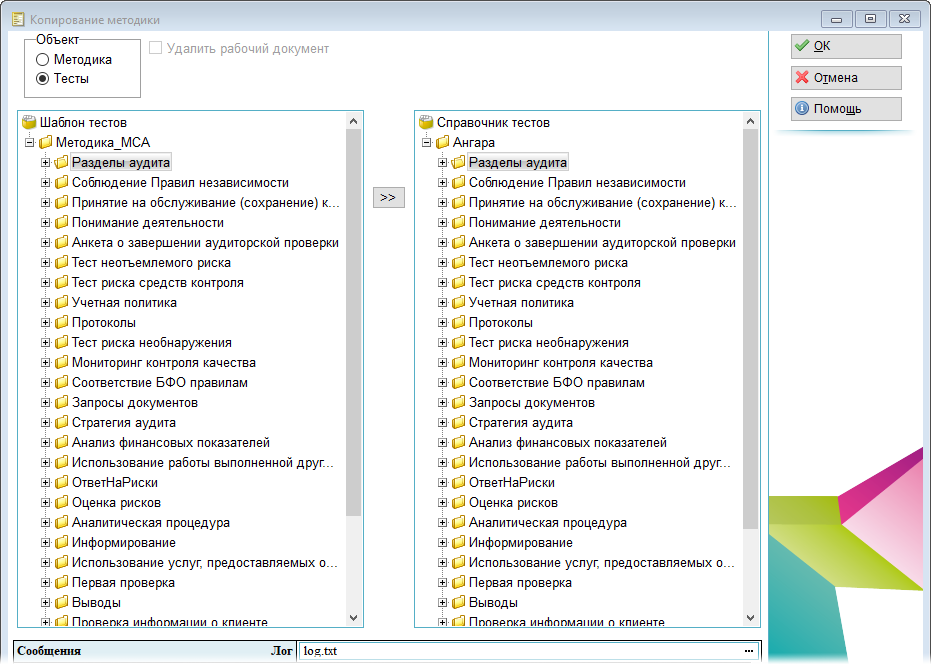 Копирование методики
Объект
Методика
Тесты
Удалить рабочий документ
OK
Отмена
Помощь
Шаблон тестов
Методика_МСА
Разделы аудита
Соблюдение Правил независимости
Принятие на обслуживание (сохранение) к...
Понимание деятельности
Анкета о завершении аудиторской проверки
Тест неотъемлемого риска
Тест риска средств контроля
Учетная политика
Протоколы
Тест риска необнаружения
Мониторинг контроля качества
Соответствие БФО правилам
Запросы документов
Стратегия аудита
Анализ финансовых показателей
Использование работы выполненной друг...
ОтветНаРиски
Оценка рисков
Аналитическая процедура
Информирование
Использование услуг, предоставляемых о...
Первая проверка
Выводы
Проверка информации о клиенте
>>
Справочник тестов
Ангара
Разделы аудита
Соблюдение Правил независимости
Принятие на обслуживание (сохранение) к...
Понимание деятельности
Анкета о завершении аудиторской проверки
Тест неотъемлемого риска
Тест риска средств контроля
Учетная политика
Протоколы
Тест риска необнаружения
Мониторинг контроля качества
Соответствие БФО правилам
Запросы документов
Стратегия аудита
Анализ финансовых показателей
Использование работы выполненной друг...
ОтветНаРиски
Оценка рисков
Аналитическая процедура
Информирование
Использование услуг, предоставляемых о...
Первая проверка
Выводы
Проверка информации о клиенте
Сообщения Лог log.txt ...